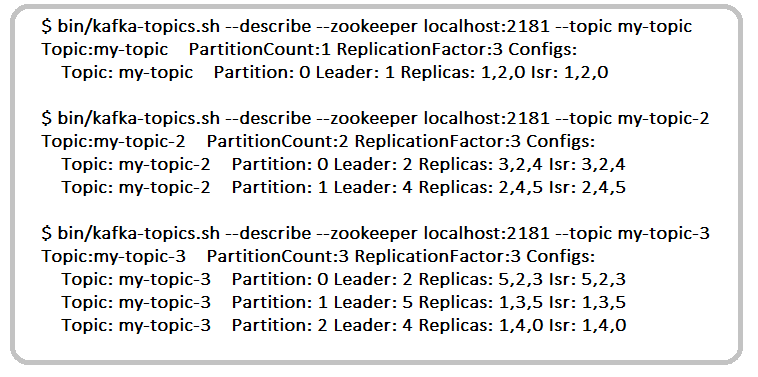 $ bin/kafka-topics.sh --describe --zookeeper localhost:2181 --topic my-topic
Topic:my-topic PartitionCount:1 ReplicationFactor:3 Configs:
Topic: my-topic Partition: 0 Leader: 1 Replicas: 1,2,0 Isr: 1,2,0
$ bin/kafka-topics.sh --describe --zookeeper localhost:2181 --topic my-topic-2
Topic:my-topic-2 PartitionCount:2 ReplicationFactor:3 Configs:
Topic: my-topic-2 Partition: 0 Leader: 2 Replicas: 3,2,4 Isr: 3,2,4
Topic: my-topic-2 Partition: 1 Leader: 4 Replicas: 2,4,5 Isr: 2,4,5
$ bin/kafka-topics.sh --describe --zookeeper localhost:2181 --topic my-topic-3
Topic:my-topic-3 PartitionCount:3 ReplicationFactor:3 Configs:
Topic: my-topic-3 Partition: 0 Leader: 2 Replicas: 5,2,3 Isr: 5,2,3
Topic: my-topic-3 Partition: 1 Leader: 5 Replicas: 1,3,5 Isr: 1,3,5
Topic: my-topic-3 Partition: 2 Leader: 4 Replicas: 1,4,0 Isr: 1,4,0